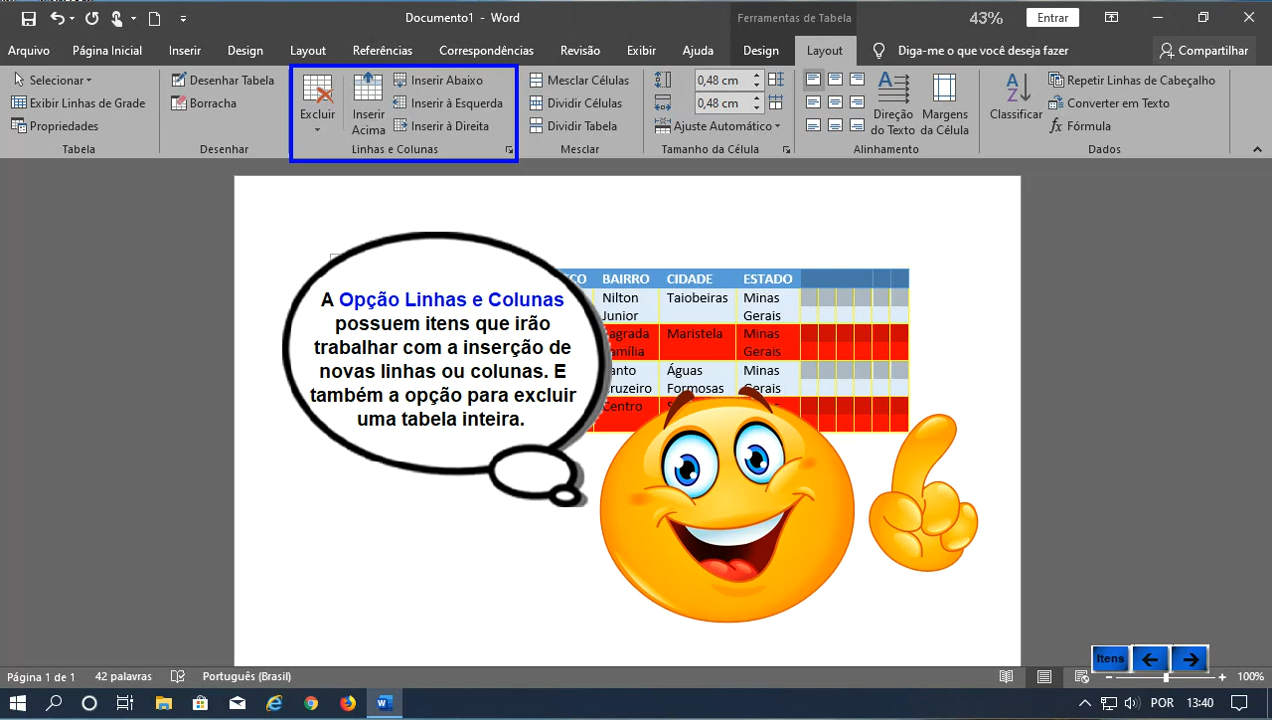 Documento1 - Word
Ferramentas de Tabela
43%
Entrar
Arquivo Página Inicial Inserir Design Layout Referências Correspondências Revisão Exibir Ajuda Design Layout Diga-me o que você deseja fazer Compartilhar
Selecionar
Exibir Linhas de Grade
Propriedades
Tabela
Desenhar Tabela
Borracha
Desenhar
Excluir
Inserir
Acima
Inserir Abaixo
Inserir à Esquerda
Inserir à Direita
Linhas e Colunas
Mesclar Células
Dividir Células
Dividir Tabela
Mesclar
0,48 cm
0,48 cm
Ajuste Automático
Tamanho da Célula
Direção
do Texto
Margens
da Célula
Alinhamento
A
Z
Classificar
Repetir Linhas de Cabeçalho
Converter em Texto
fx Fórmula
Dados
A Opção Linhas e Colunas
possuem itens que irão
trabalhar com a inserção de
novas linhas ou colunas. E
também a opção para excluir
uma tabela inteira.
BAIRRO CIDADE ESTADO
Nilton Taiobeiras Minas
Junior Gerais
Maristela Minas
Gerais
Águas Minas
Formosas Gerais
Centro
Itens
Página 1 de 1 42 palavras Português (Brasil) 100%
POR 13:40